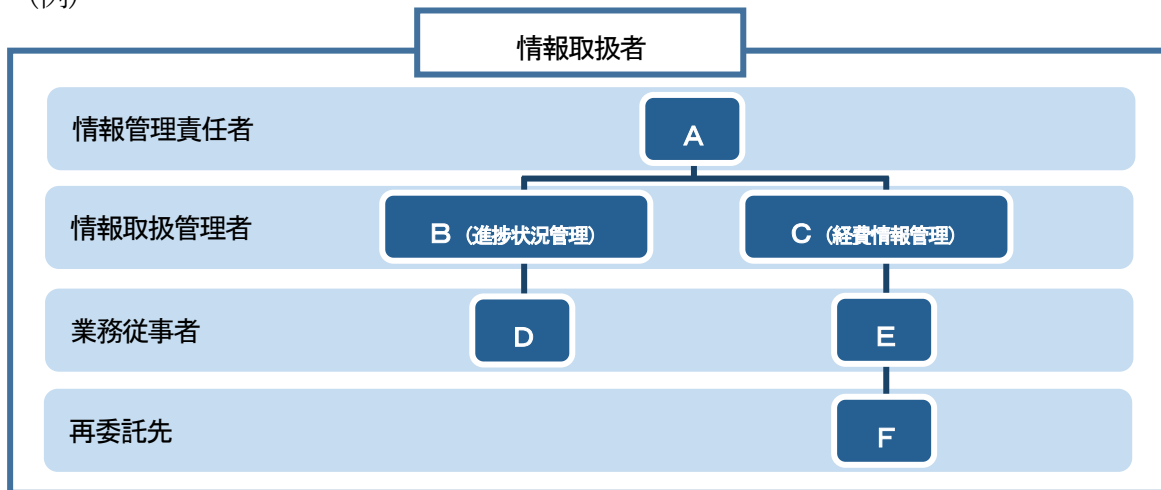 （例）
情報取扱者
情報管理責任者
A
情報取扱管理者
B（進捗状況管理）
C（経費情報管理）
業務従事者
D
E
再委託先
F